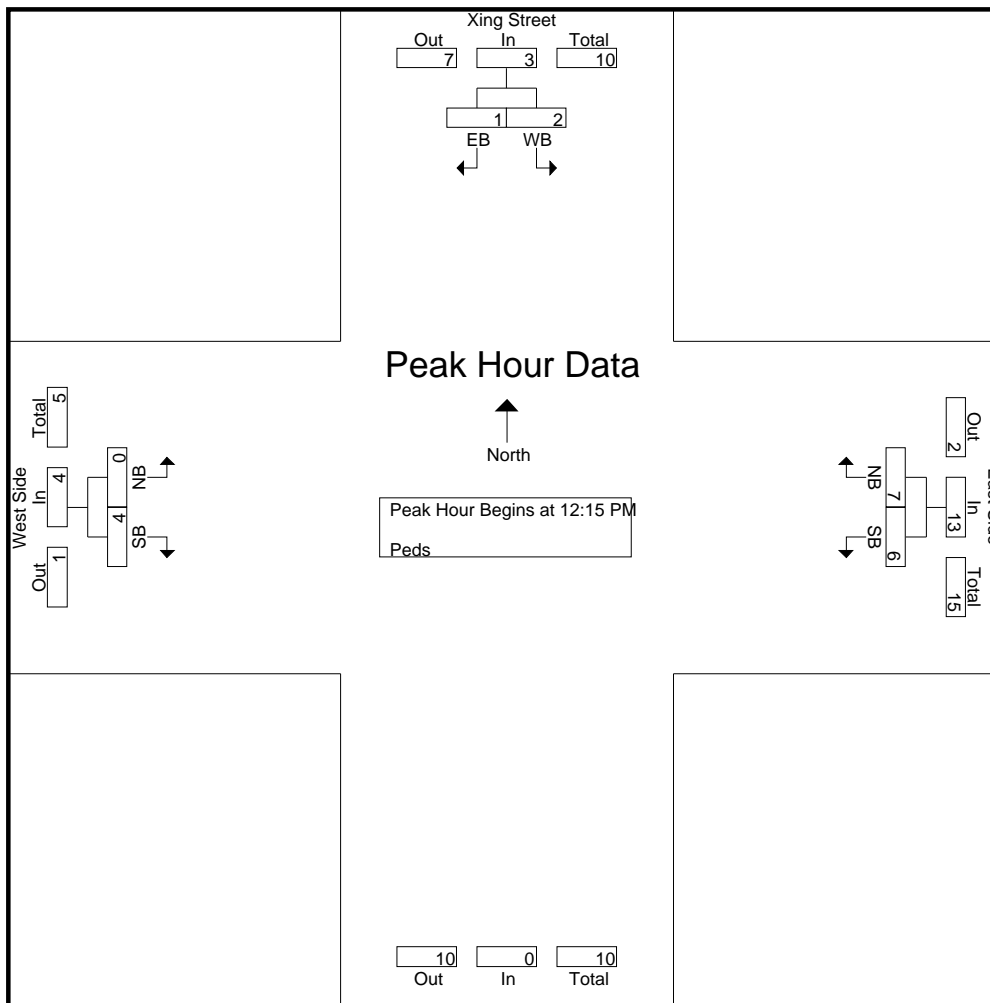 Xing Street
Out In Total
7 3 10
1 2
EB WB
Peak Hour Data
North
Peak Hour Begins at 12:15 PM
Peds
West Side
Total In Out
5 4 1
0 4
NB SB
Out In Total
2 13 15
7 6
NB SB
10 0 10
Out In Total